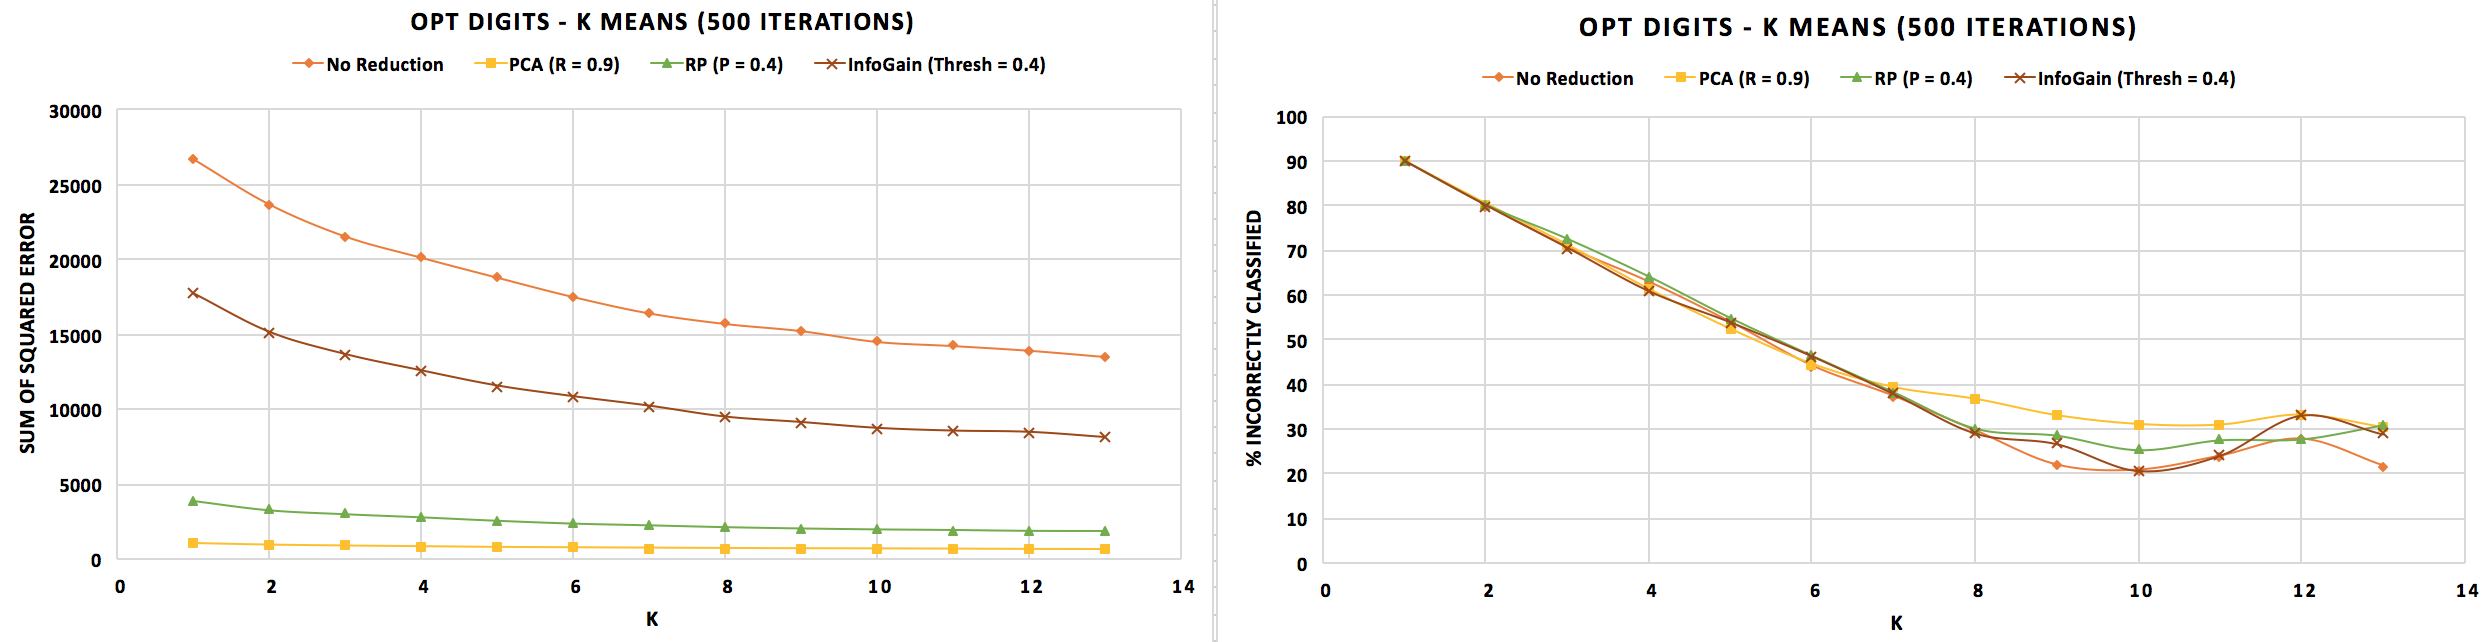 OPT DIGITS - K MEANS (500 ITERATIONS)
No Reduction PCA (R = 0.9) RP (P = 0.4) InfoGain (Thresh = 0.4)
SUM OF SQUARED ERROR
30000
25000
20000
15000
10000
5000
0
0 2 4 6 8 10 12 14
K
OPT DIGITS - K MEANS (500 ITERATIONS)
No Reduction PCA (R = 0.9) RP (P = 0.4) InfoGain (Thresh = 0.4)
% INCORRECTLY CLASSIFIED
100
90
80
70
60
50
40
30
20
10
0
0 2 4 6 8 10 12 14
K